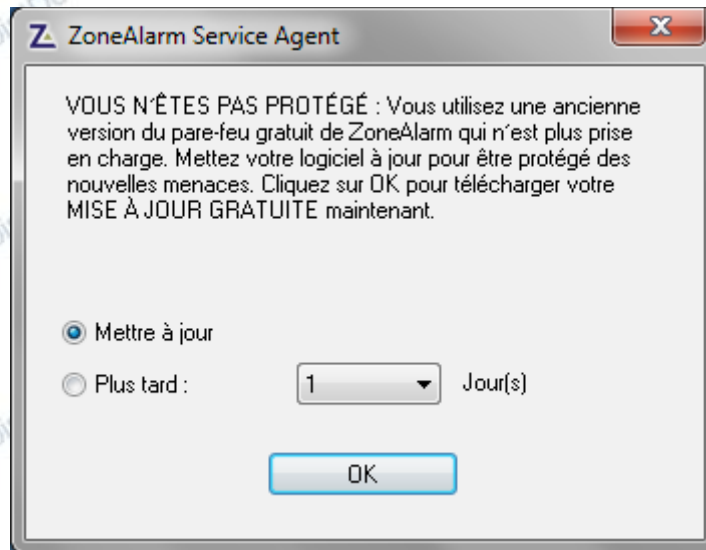 ZoneAlarm Service Agent
VOUS N´ÊTES PAS PROTÉGÉ : Vous utilisez une ancienne
version du pare-feu gratuit de ZoneAlarm qui n´est plus prise
en charge. Mettez votre logiciel à jour pour être protégé des
nouvelles menaces. Cliquez sur OK pour télécharger votre
MISE À JOUR GRATUITE maintenant.
Mettre à jour
Plus tard : 1 Jour(s)
OK